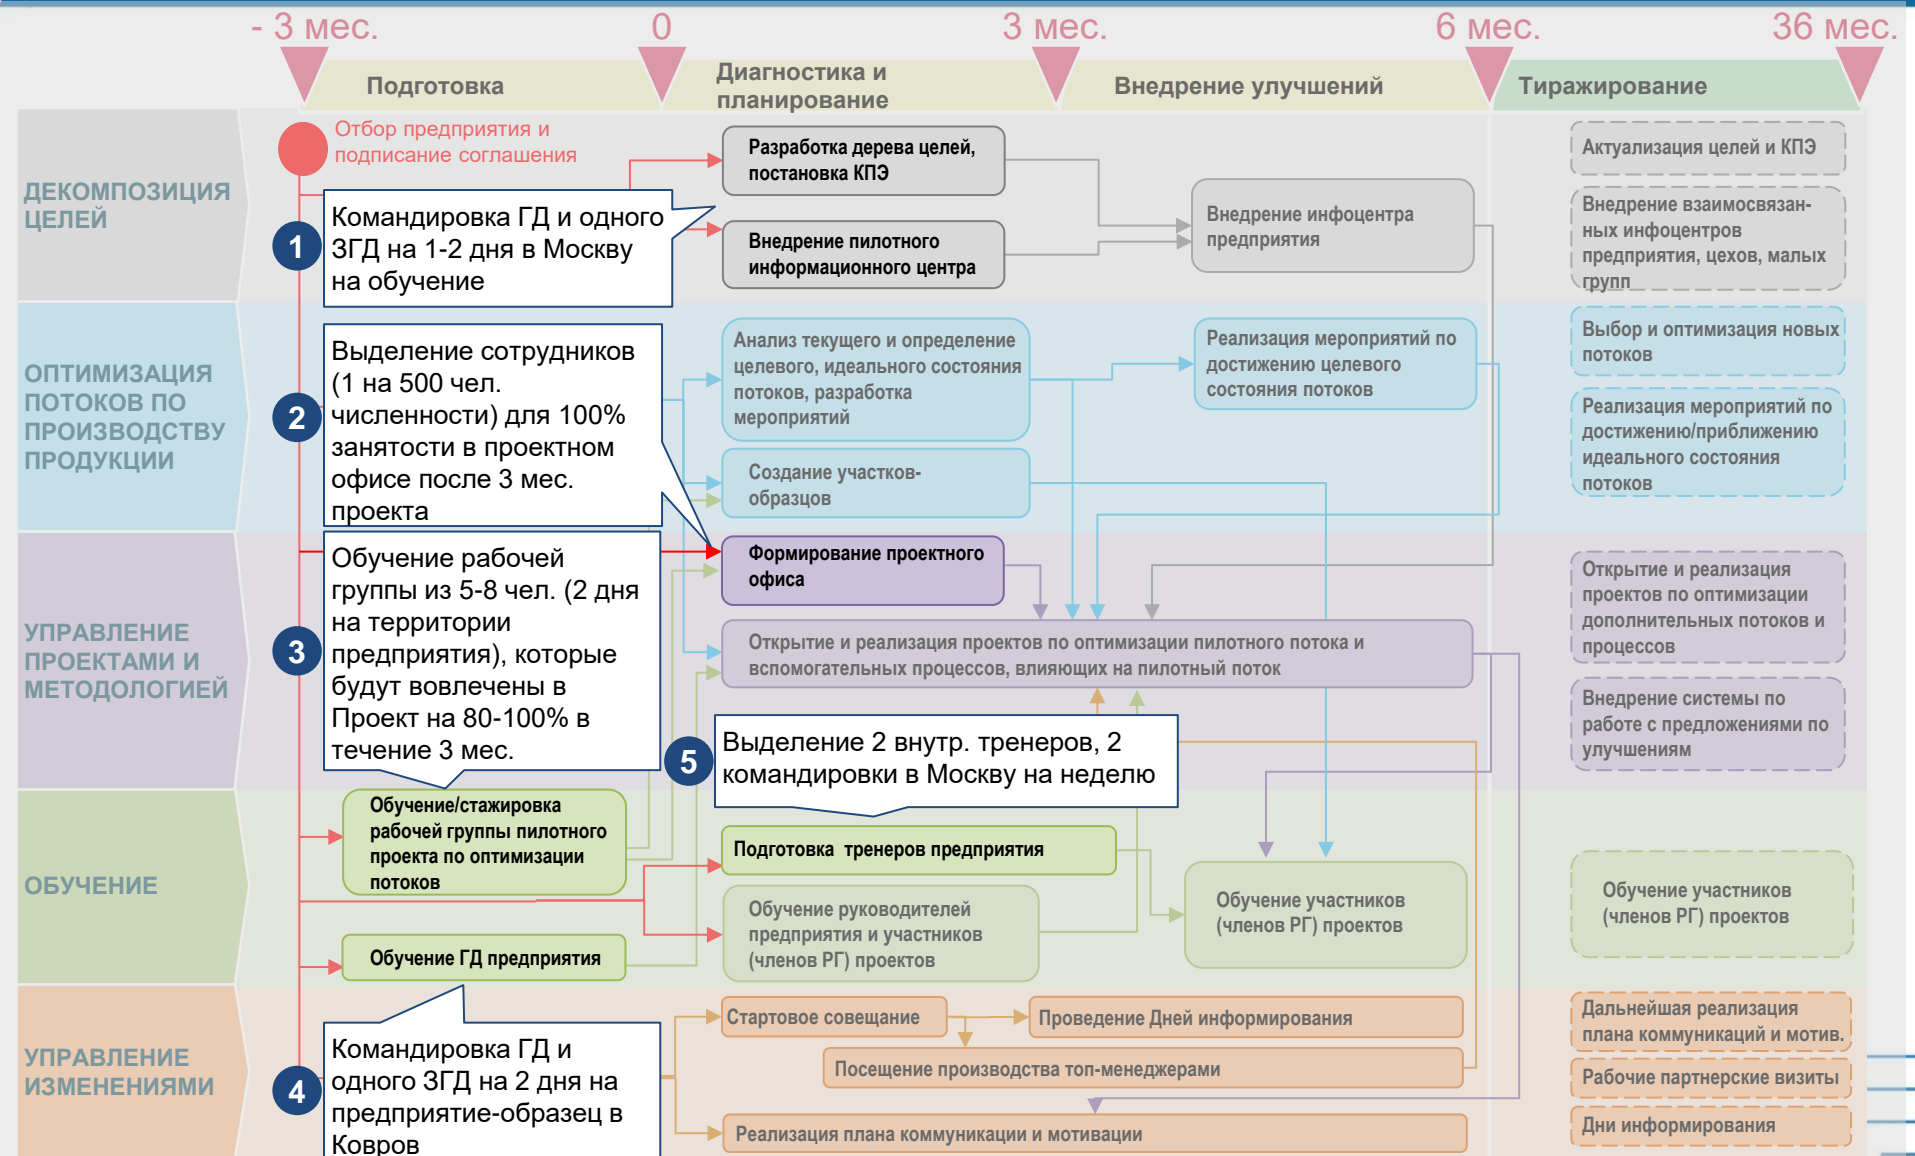 - 3 мес.
0
3 мес.
6 мес.
36 мес.
Подготовка
Диагностика и
планирование
Внедрение улучшений
Тиражирование
ДЕКОМПОЗИЦИЯ
ЦЕЛЕЙ
Отбор предприятия и
подписание соглашения
1
Командировка ГД и одного
ЗГД на 1-2 дня в Москву
на обучение
Разработка дерева целей,
постановка КПЭ
Внедрение пилотного
информационного центра
Внедрение инфоцентра
предприятия
Актуализация целей и КПЭ
Внедрение взаимосвязан-
ных инфоцентров
предприятия, цехов, малых
групп
ОПТИМИЗАЦИЯ
ПОТОКОВ ПО
ПРОИЗВОДСТВУ
ПРОДУКЦИИ
2
Выделение сотрудников
(1 на 500 чел.
численности) для 100%
занятости в проектном
офисе после 3 мес.
проекта
Анализ текущего и определение
целевого, идеального состояния
потоков, разработка
мероприятий
Создание участков-
образцов
Реализация мероприятий по
достижению целевого
состояния потоков
Выбор и оптимизация новых
потоков
Реализация мероприятий по
достижению/приближению
идеального состояния
потоков
УПРАВЛЕНИЕ
ПРОЕКТАМИ И
МЕТОДОЛОГИЕЙ
3
Обучение рабочей
группы из 5-8 чел. (2 дня
на территории
предприятия), которые
будут вовлечены в
Проект на 80-100% в
течение 3 мес.
Формирование проектного
офиса
Открытие и реализация проектов по оптимизации пилотного потока и
вспомогательных процессов, влияющих на пилотный поток
5
Выделение 2 внутр. тренеров, 2
командировки в Москву на неделю
Открытие и реализация
проектов по оптимизации
дополнительных потоков и
процессов
Внедрение системы по
работе с предложениями по
улучшениям
ОБУЧЕНИЕ
Обучение/стажировка
рабочей группы пилотного
проекта по оптимизации
потоков
Обучение ГД предприятия
Подготовка тренеров предприятия
Обучение руководителей
предприятия и участников
(членов РГ) проектов
Обучение участников
(членов РГ) проектов
Обучение участников
(членов РГ) проектов
УПРАВЛЕНИЕ
ИЗМЕНЕНИЯМИ
4
Командировка ГД и
одного ЗГД на 2 дня на
предприятие-образец в
Ковров
Стартовое совещание
Проведение Дней информирования
Посещение производства топ-менеджерами
Реализация плана коммуникации и мотивации
Дальнейшая реализация
плана коммуникаций и мотив.
Рабочие партнерские визиты
Дни информирования